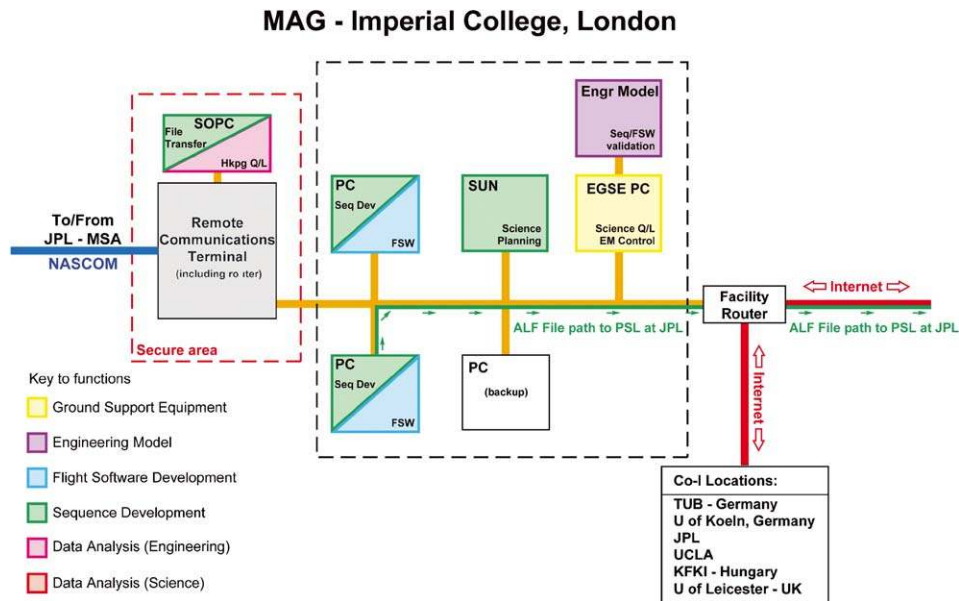 MAG - Imperial College, London
SOPC
File
Transfer
Hkpg Q/L
Engr Model
Seq/FSW
validation
PC
Seq Dev
FSW
SUN
Science
Planning
EGSE PC
Science Q/L
EM Control
To/From
JPL - MSA
NASCOM
Remote
Communications
Terminal
(including router)
Facility
Router
Internet
ALF File path to PSL at JPL
ALF File path to PSL at JPL
Secure area
PC
Seq Dev
FSW
PC
(backup)
Internet
Key to functions
Ground Support Equipment
Engineering Model
Flight Software Development
Sequence Development
Data Analysis (Engineering)
Data Analysis (Science)
Co-I Locations:
TUB - Germany
U of Koeln, Germany
JPL
UCLA
KFKI - Hungary
U of Leicester - UK